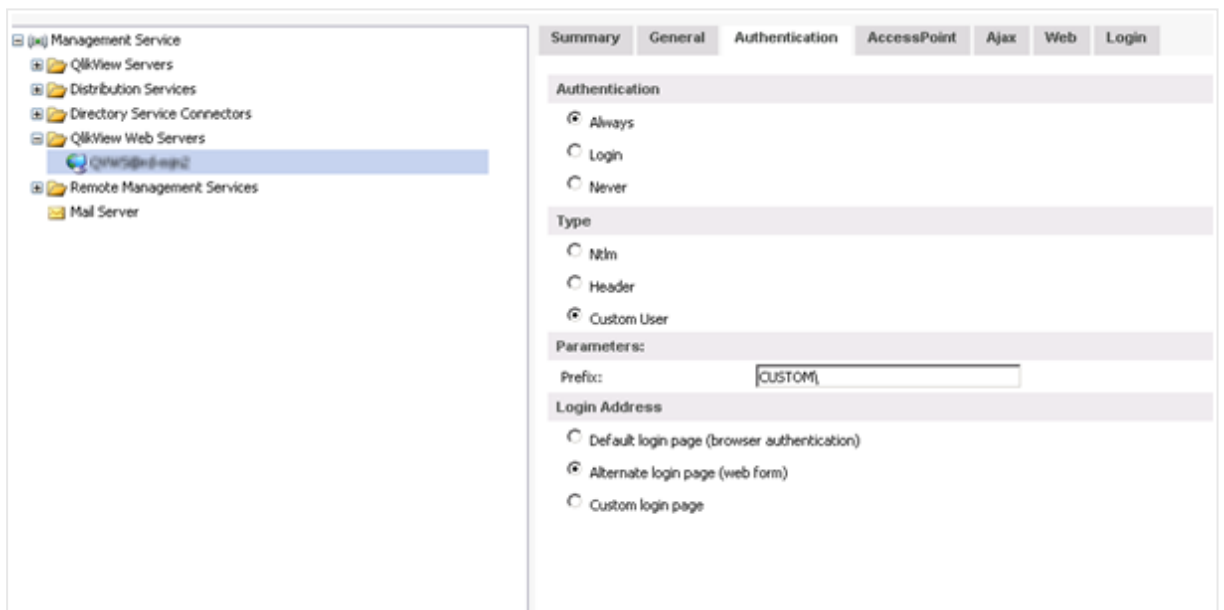 Management Service
QlikView Servers
Distribution Services
Directory Service Connectors
QlikView Web Servers
Remote Management Services
Mail Server
Summary General Authentication AccessPoint Ajax Web Login
Authentication
Always
Login
Never
Type
Ntlm
Header
Custom User
Parameters:
Prefix: CUSTOM\
Login Address
Default login page (browser authentication)
Alternate login page (web form)
Custom login page